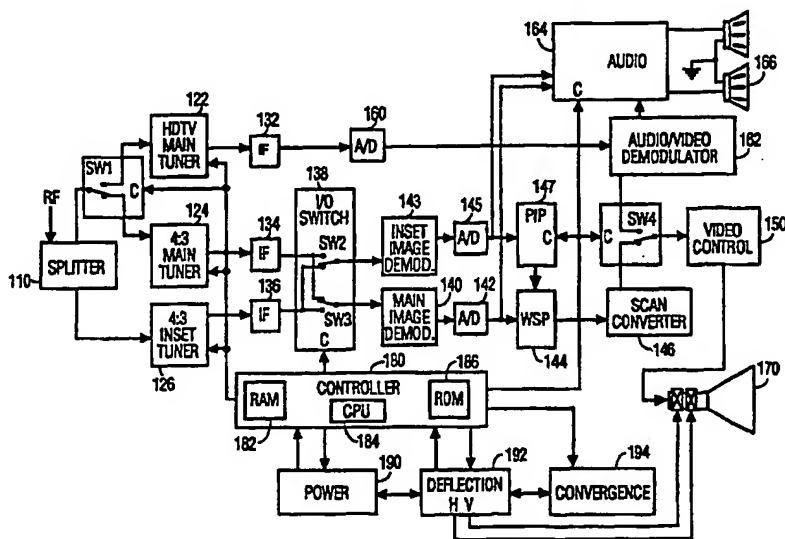 164
AUDIO
C
166
122
HDTV
MAIN
TUNER
132
IF
160
A/D
AUDIO/VIDEO
DEMODULATOR
162
SW1
C
RF
138
I/O
SWITCH
143
145
147
124
4:3
MAIN
TUNER
134
IF
SW2
INSET
IMAGE
DEMOD.
A/D
PIP
C
C
SW4
VIDEO
CONTROL
150
SPLITTER
110
136
140
142
4:3
INSET
TUNER
IF
SW3
C
MAIN
IMAGE
DEMOD.
A/D
WSP
SCAN
CONVERTER
126
144
146
180
186
170
CONTROLLER
RAM
CPU
ROM
182
184
192
194
190
POWER
DEFLECTION
H V
CONVERGENCE